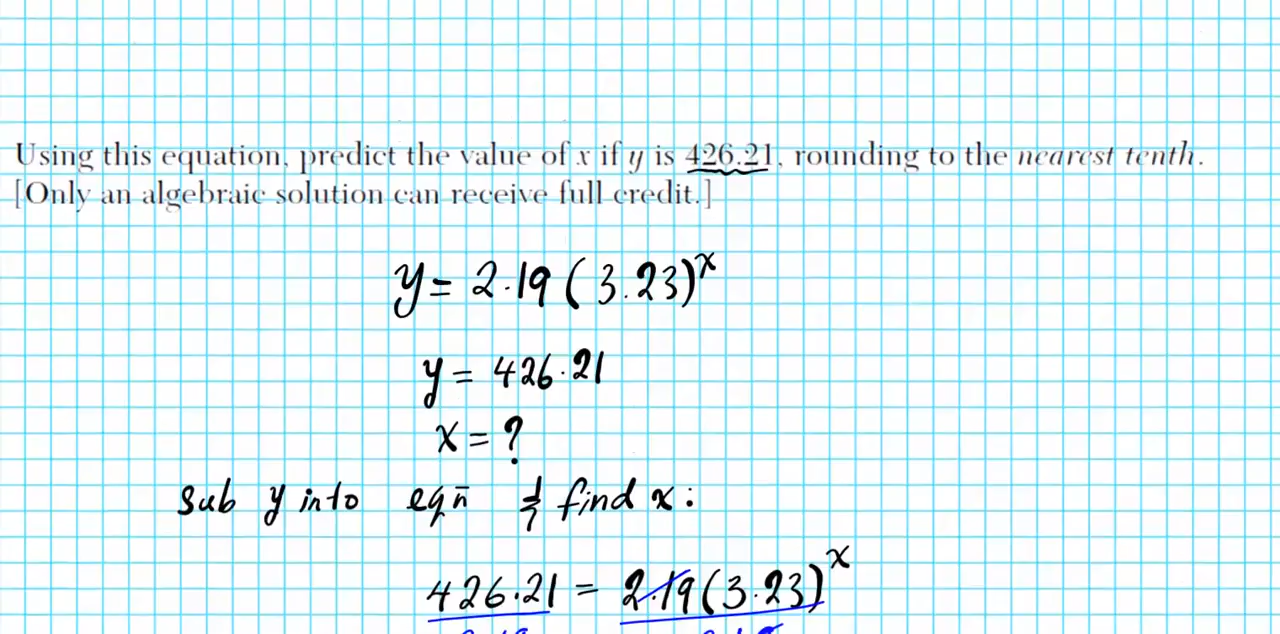 Using this equation, predict the value of x if y is 426.21, rounding to the nearest tenth.
[Only an algebraic solution can receive full credit.]
y = 2.19 (3.23)^x
y = 426.21
x = ?
Sub y into eqn & find x:
426.21 = 2.19(3.23)^x